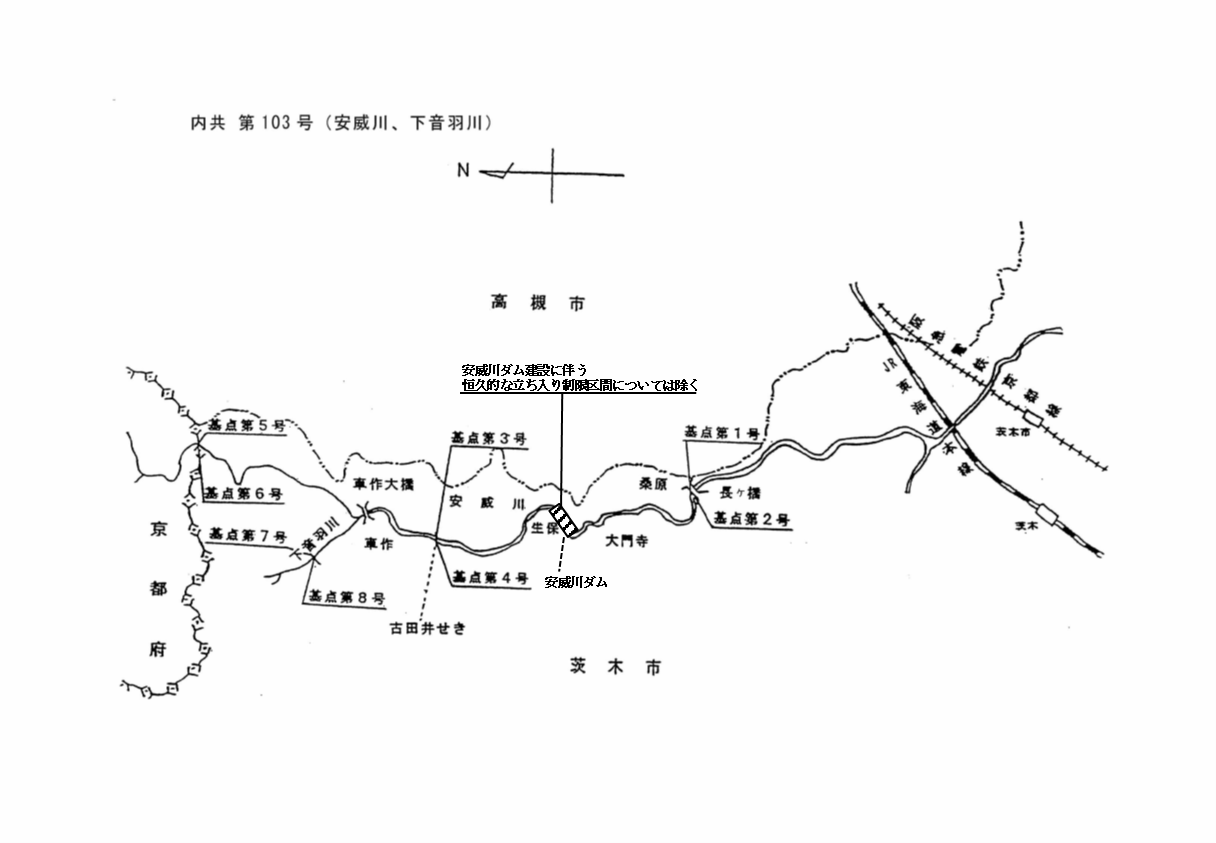 内共 第103号（安威川、下音羽川）
N
高槻市
安威川ダム建設に伴う
恒久的な立ち入り制限区間については除く
阪急電鉄京都線
JR東海道本線
茨木市
茨木
基点第5号
基点第3号
基点第1号
基点第6号
車作大橋
安威川
桑原
長ヶ橋
基点第2号
基点第7号
下音羽川
車作
生保
大門寺
基点第4号
安威川ダム
基点第8号
古田井せき
京都府
茨木市